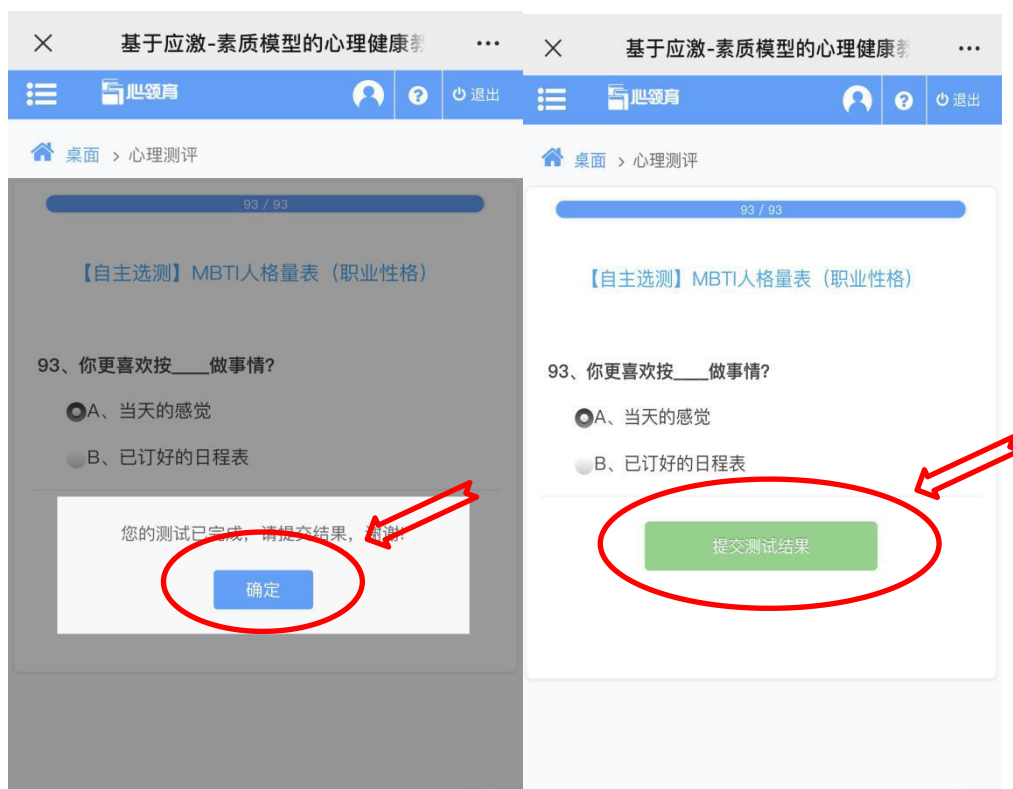 基于应激-素质模型的心理健康教
心领育
退出
桌面 > 心理测评
93 / 93
【自主选测】MBTI人格量表（职业性格）
93、你更喜欢按____做事情?
A、当天的感觉
B、已订好的日程表
您的测试已完成，请提交结果，谢谢!
确定
基于应激-素质模型的心理健康教
心领育
退出
桌面 > 心理测评
93 / 93
【自主选测】MBTI人格量表（职业性格）
93、你更喜欢按____做事情?
A、当天的感觉
B、已订好的日程表
提交测试结果